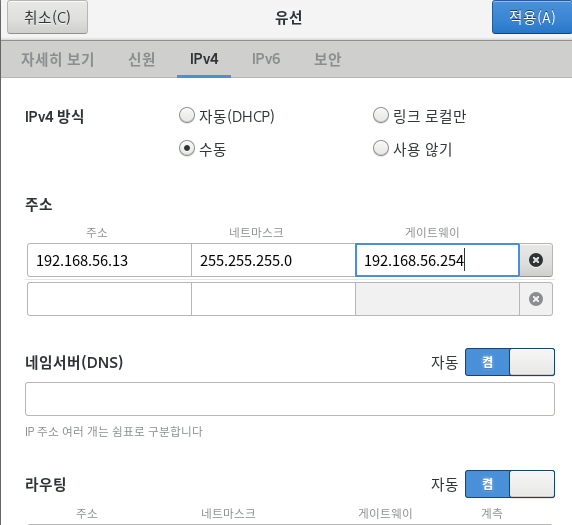 취소(C) 유선 적용(A)
자세히 보기 신원 IPv4 IPv6 보안
IPv4 방식 자동(DHCP) 링크 로컬만
수동 사용 않기
주소
주소 네트마스크 게이트웨이
192.168.56.13 255.255.255.0 192.168.56.254
네임서버(DNS) 자동 켬
IP 주소 여러 개는 쉼표로 구분합니다
라우팅 자동 켬
주소 네트마스크 게이트웨이 계측